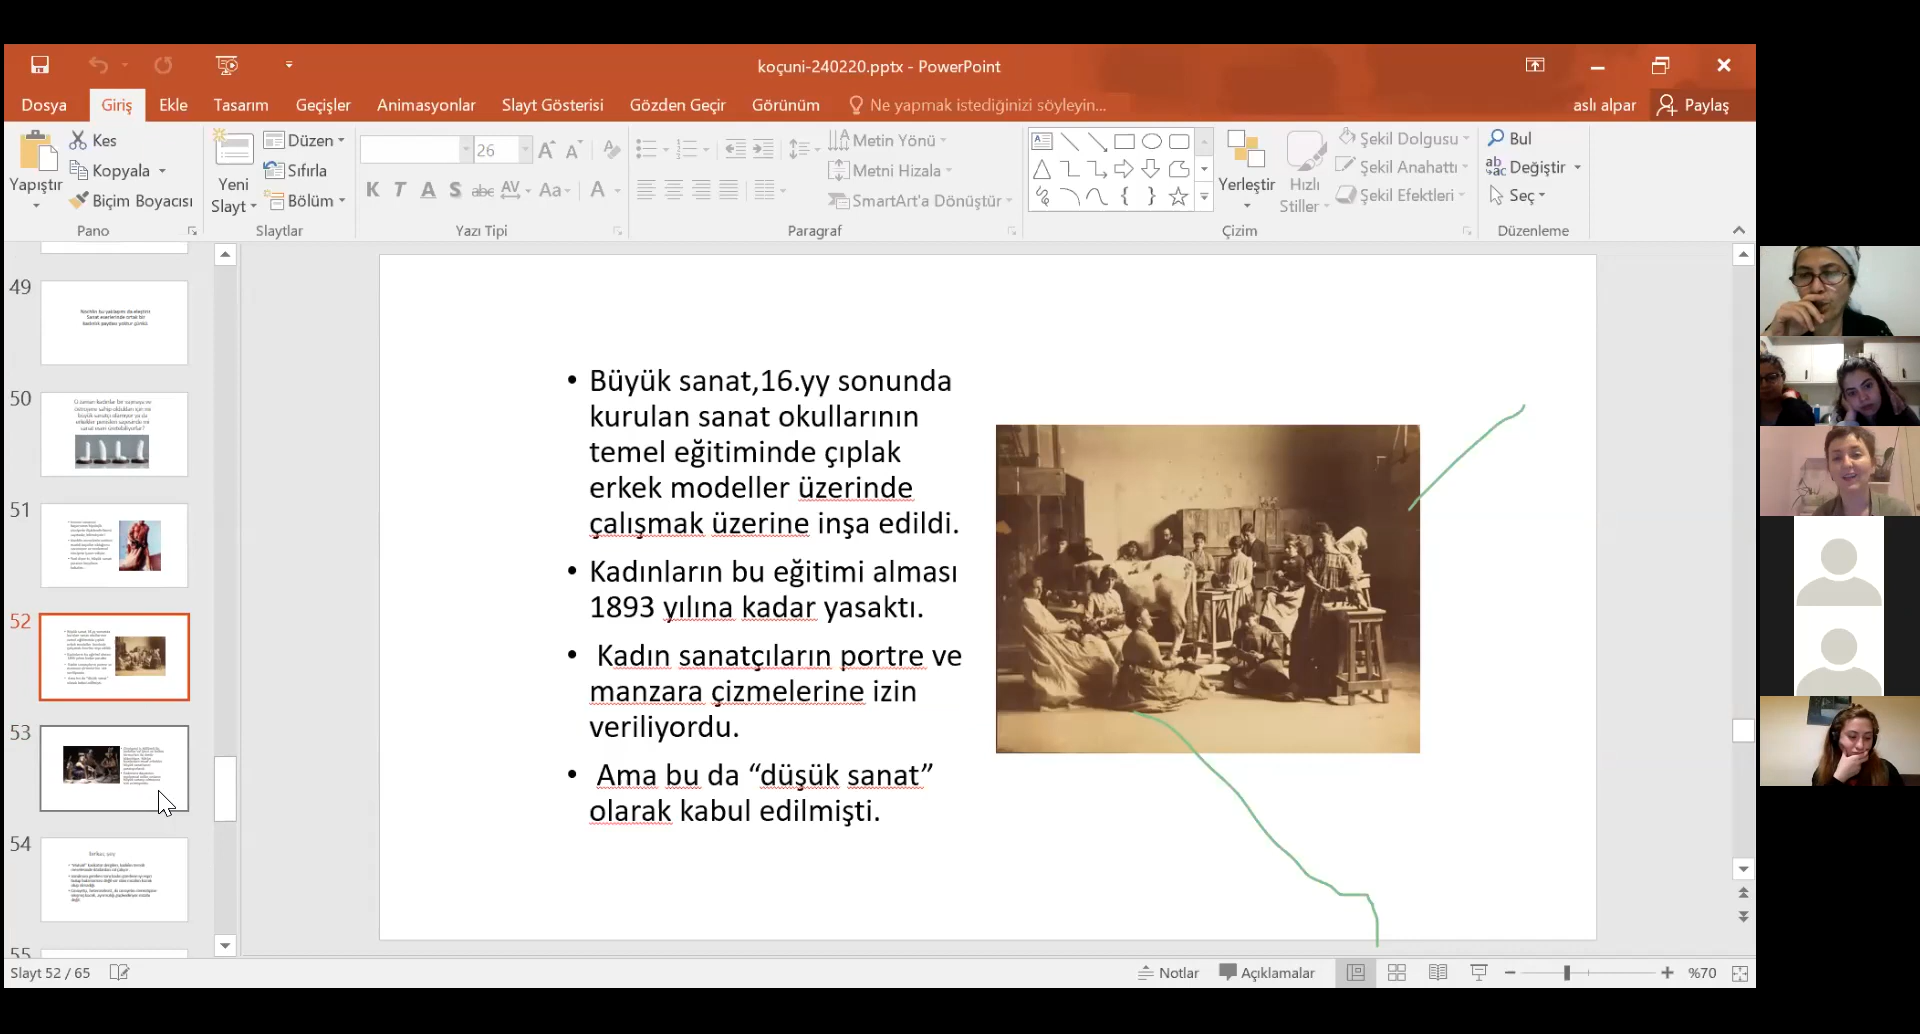 koçuni-240220.pptx - PowerPoint
Dosya Giriş Ekle Tasarım Geçişler Animasyonlar Slayt Gösterisi Gözden Geçir Görünüm Ne yapmak istediğinizi söyleyin... aslı alpar Paylaş
Yapıştır
Kes
Kopyala
Biçim Boyacısı
Pano
Yeni
Slayt
Düzen
Sıfırla
Bölüm
Slaytlar
26
K T A S abc AV Aa A
Yazı Tipi
Metin Yönü
Metni Hizala
SmartArt'a Dönüştür
Paragraf
Yerleştir
Hızlı
Stiller
Şekil Dolgusu
Şekil Anahattı
Şekil Efektleri
Çizim
Bul
Değiştir
Seç
Düzenleme
49
50
51
52
53
54
55
• Büyük sanat,16.yy sonunda
kurulan sanat okullarının
temel eğitiminde çıplak
erkek modeller üzerinde
çalışmak üzerine inşa edildi.
• Kadınların bu eğitimi alması
1893 yılına kadar yasaktı.
• Kadın sanatçıların portre ve
manzara çizmelerine izin
veriliyordu.
• Ama bu da “düşük sanat”
olarak kabul edilmişti.
Slayt 52 / 65
Notlar
Açıklamalar
%70